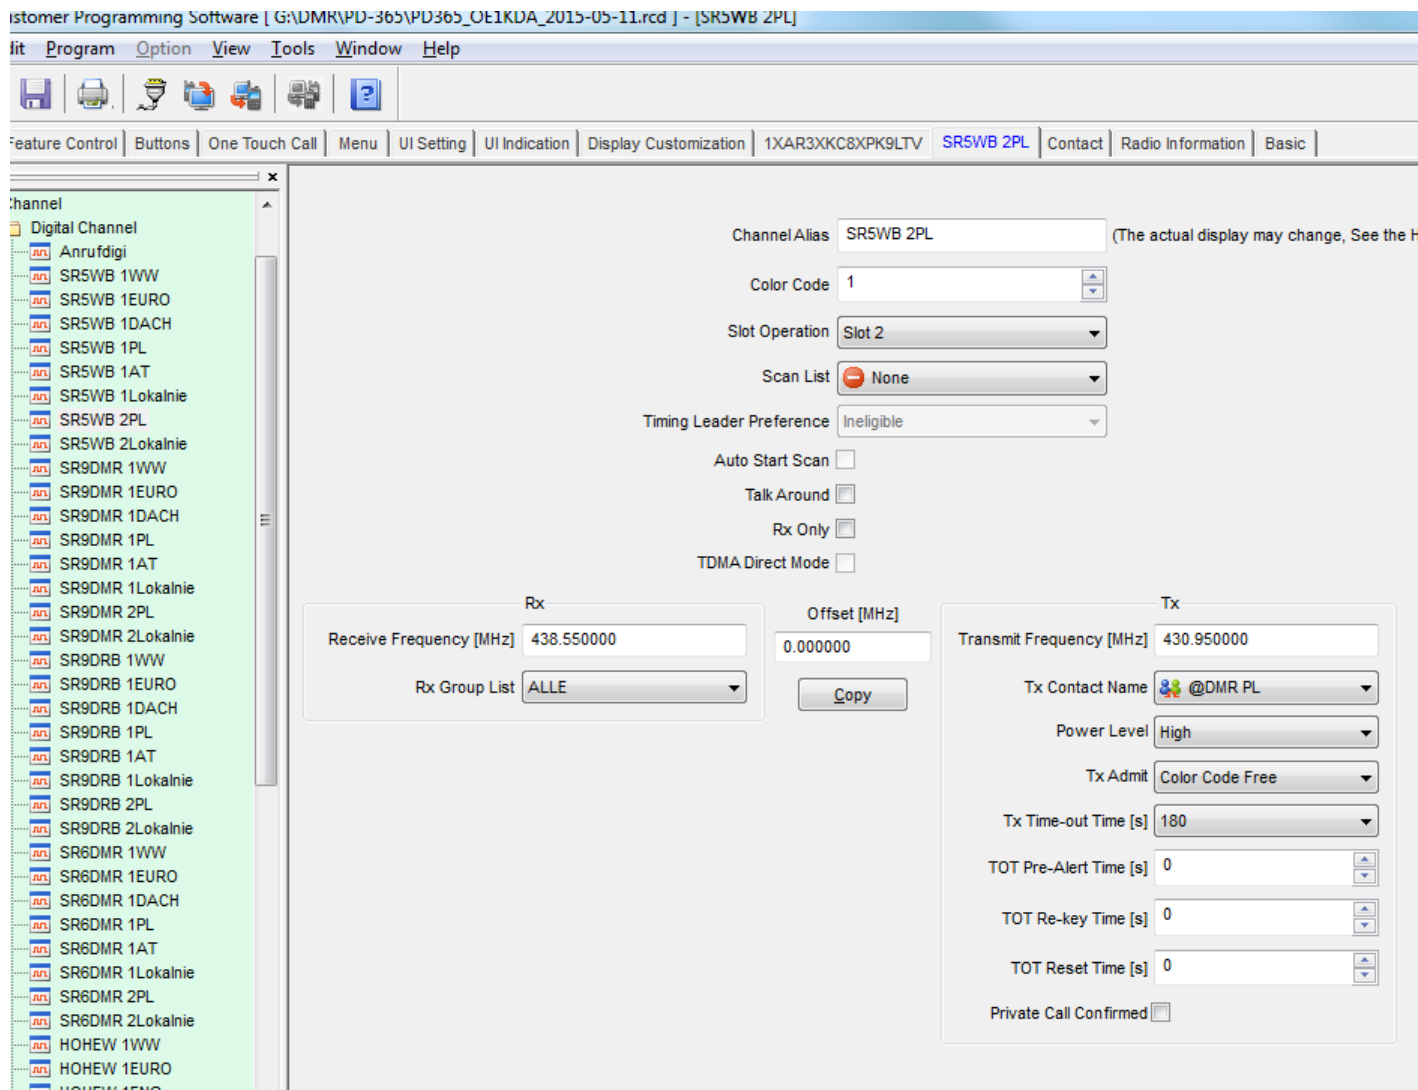 ustomer Programming Software [ G:\DMR\PD-365\PD365_OE1KDA_2015-05-11.rcd ] - [SR5WB 2PL]
dit Program Option View Tools Window Help
Feature Control Buttons One Touch Call Menu UI Setting UI Indication Display Customization 1XAR3XKC8XPK9LTV SR5WB 2PL Contact Radio Information Basic
x
Channel
Digital Channel
Anrufdigi
SR5WB 1WW
SR5WB 1EURO
SR5WB 1DACH
SR5WB 1PL
SR5WB 1AT
SR5WB 1Lokalnie
SR5WB 2PL
SR5WB 2Lokalnie
SR9DMR 1WW
SR9DMR 1EURO
SR9DMR 1DACH
SR9DMR 1PL
SR9DMR 1AT
SR9DMR 1Lokalnie
SR9DMR 2PL
SR9DMR 2Lokalnie
SR9DRB 1WW
SR9DRB 1EURO
SR9DRB 1DACH
SR9DRB 1PL
SR9DRB 1AT
SR9DRB 1Lokalnie
SR9DRB 2PL
SR9DRB 2Lokalnie
SR6DMR 1WW
SR6DMR 1EURO
SR6DMR 1DACH
SR6DMR 1PL
SR6DMR 1AT
SR6DMR 1Lokalnie
SR6DMR 2PL
SR6DMR 2Lokalnie
HOHEW 1WW
HOHEW 1EURO
Channel Alias SR5WB 2PL (The actual display may change, See the H
Color Code 1
Slot Operation Slot 2
Scan List None
Timing Leader Preference Ineligible
Auto Start Scan
Talk Around
Rx Only
TDMA Direct Mode
Rx
Receive Frequency [MHz] 438.550000
Rx Group List ALLE
Offset [MHz]
0.000000
Copy
Tx
Transmit Frequency [MHz] 430.950000
Tx Contact Name @DMR PL
Power Level High
Tx Admit Color Code Free
Tx Time-out Time [s] 180
TOT Pre-Alert Time [s] 0
TOT Re-key Time [s] 0
TOT Reset Time [s] 0
Private Call Confirmed